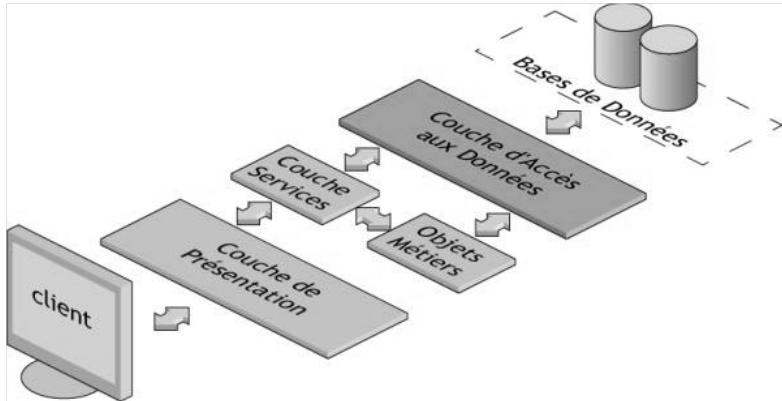 Bases de Données
Couche d'Accès
aux Données
Couche
Services
Objets
Métiers
Couche de
Présentation
client